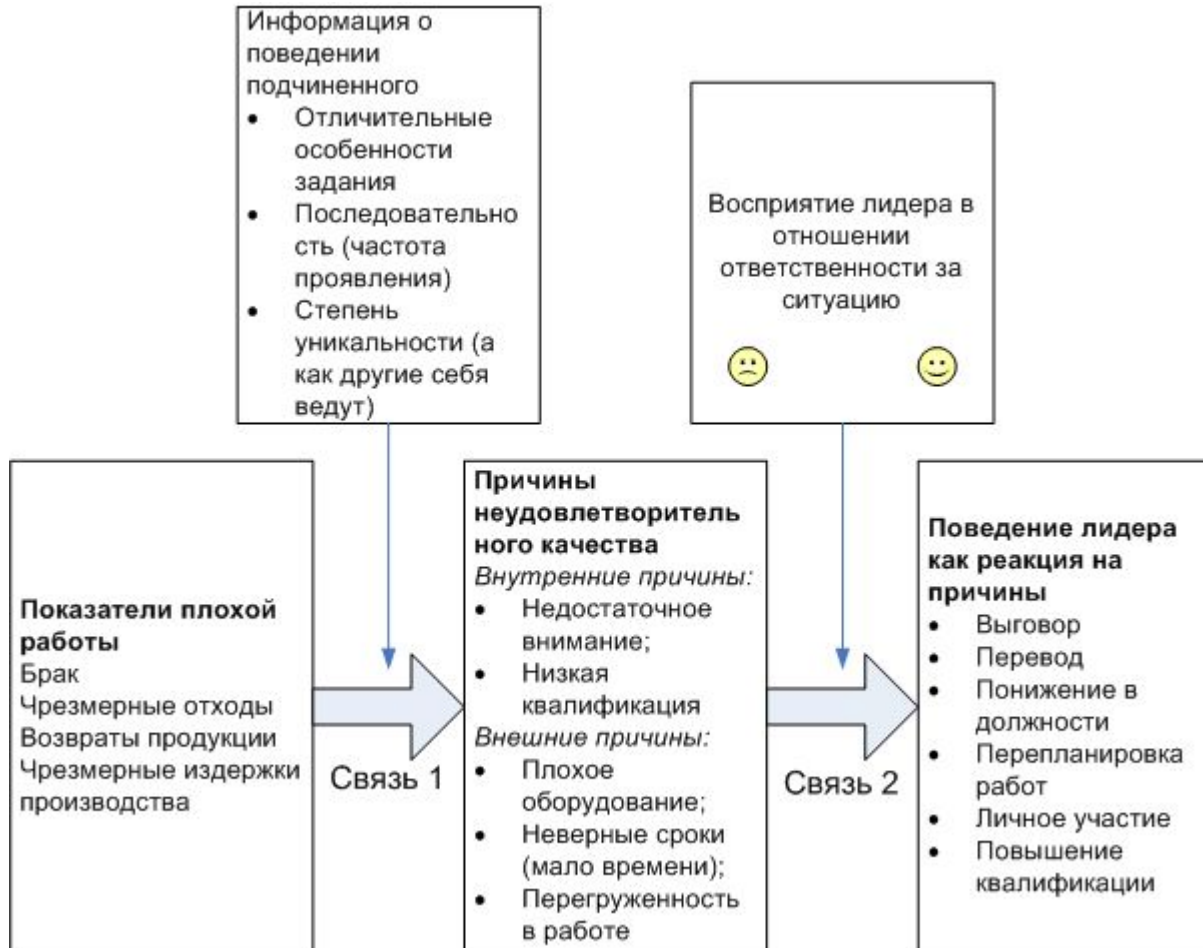 Информация о
поведении
подчиненного
• Отличительные
особенности
задания
• Последовательно
сть (частота
проявления)
• Степень
уникальности (а
как другие себя
ведут)
Восприятие лидера в
отношении
ответственности за
ситуацию
Показатели плохой
работы
Брак
Чрезмерные отходы
Возвраты продукции
Чрезмерные издержки
производства
Связь 1
Причины
неудовлетворитель
ного качества
Внутренние причины:
• Недостаточное
внимание;
• Низкая
квалификация
Внешние причины:
• Плохое
оборудование;
• Неверные сроки
(мало времени);
• Перегруженность
в работе
Связь 2
Поведение лидера
как реакция на
причины
• Выговор
• Перевод
• Понижение в
должности
• Перепланировка
работ
• Личное участие
• Повышение
квалификации